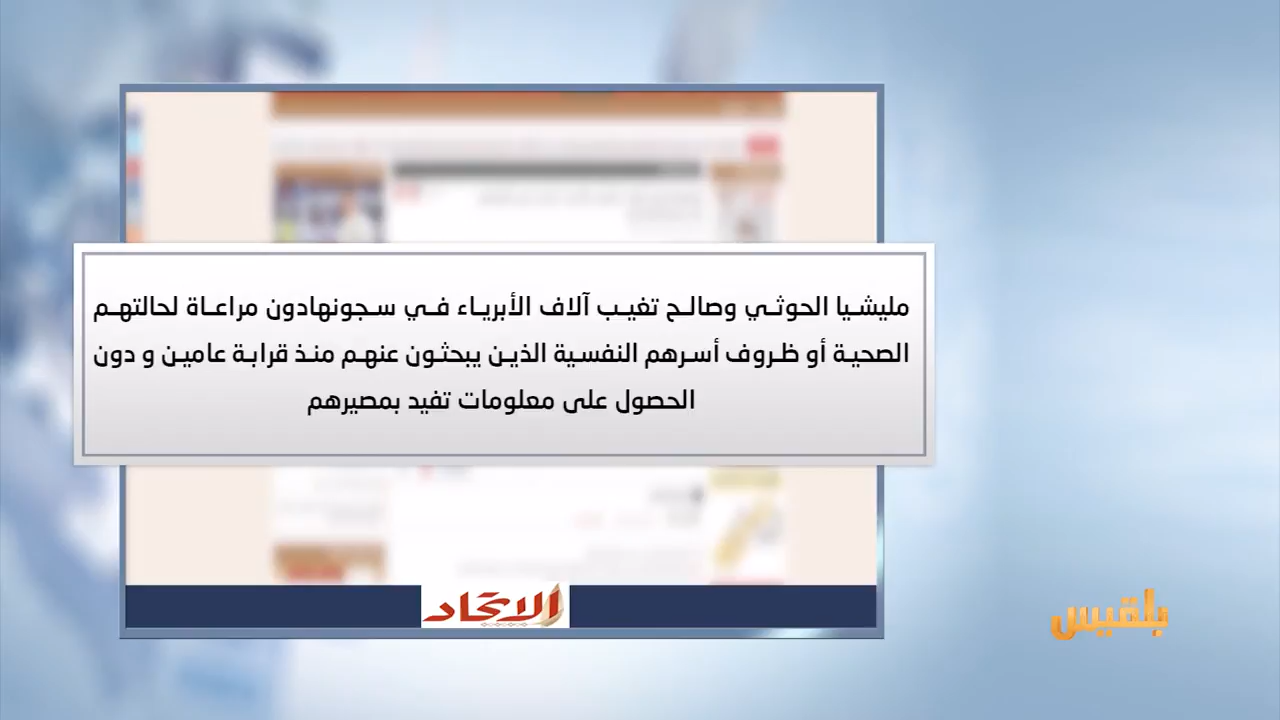 مليشيا الحوثي وصالح تغيب آلاف الأبرياء في سجونهادون مراعاة لحالتهم
الصحية أو ظروف أسرهم النفسية الذين يبحثون عنهم منذ قرابة عامين و دون
الحصول على معلومات تفيد بمصيرهم
الاتحاد
بلقيس